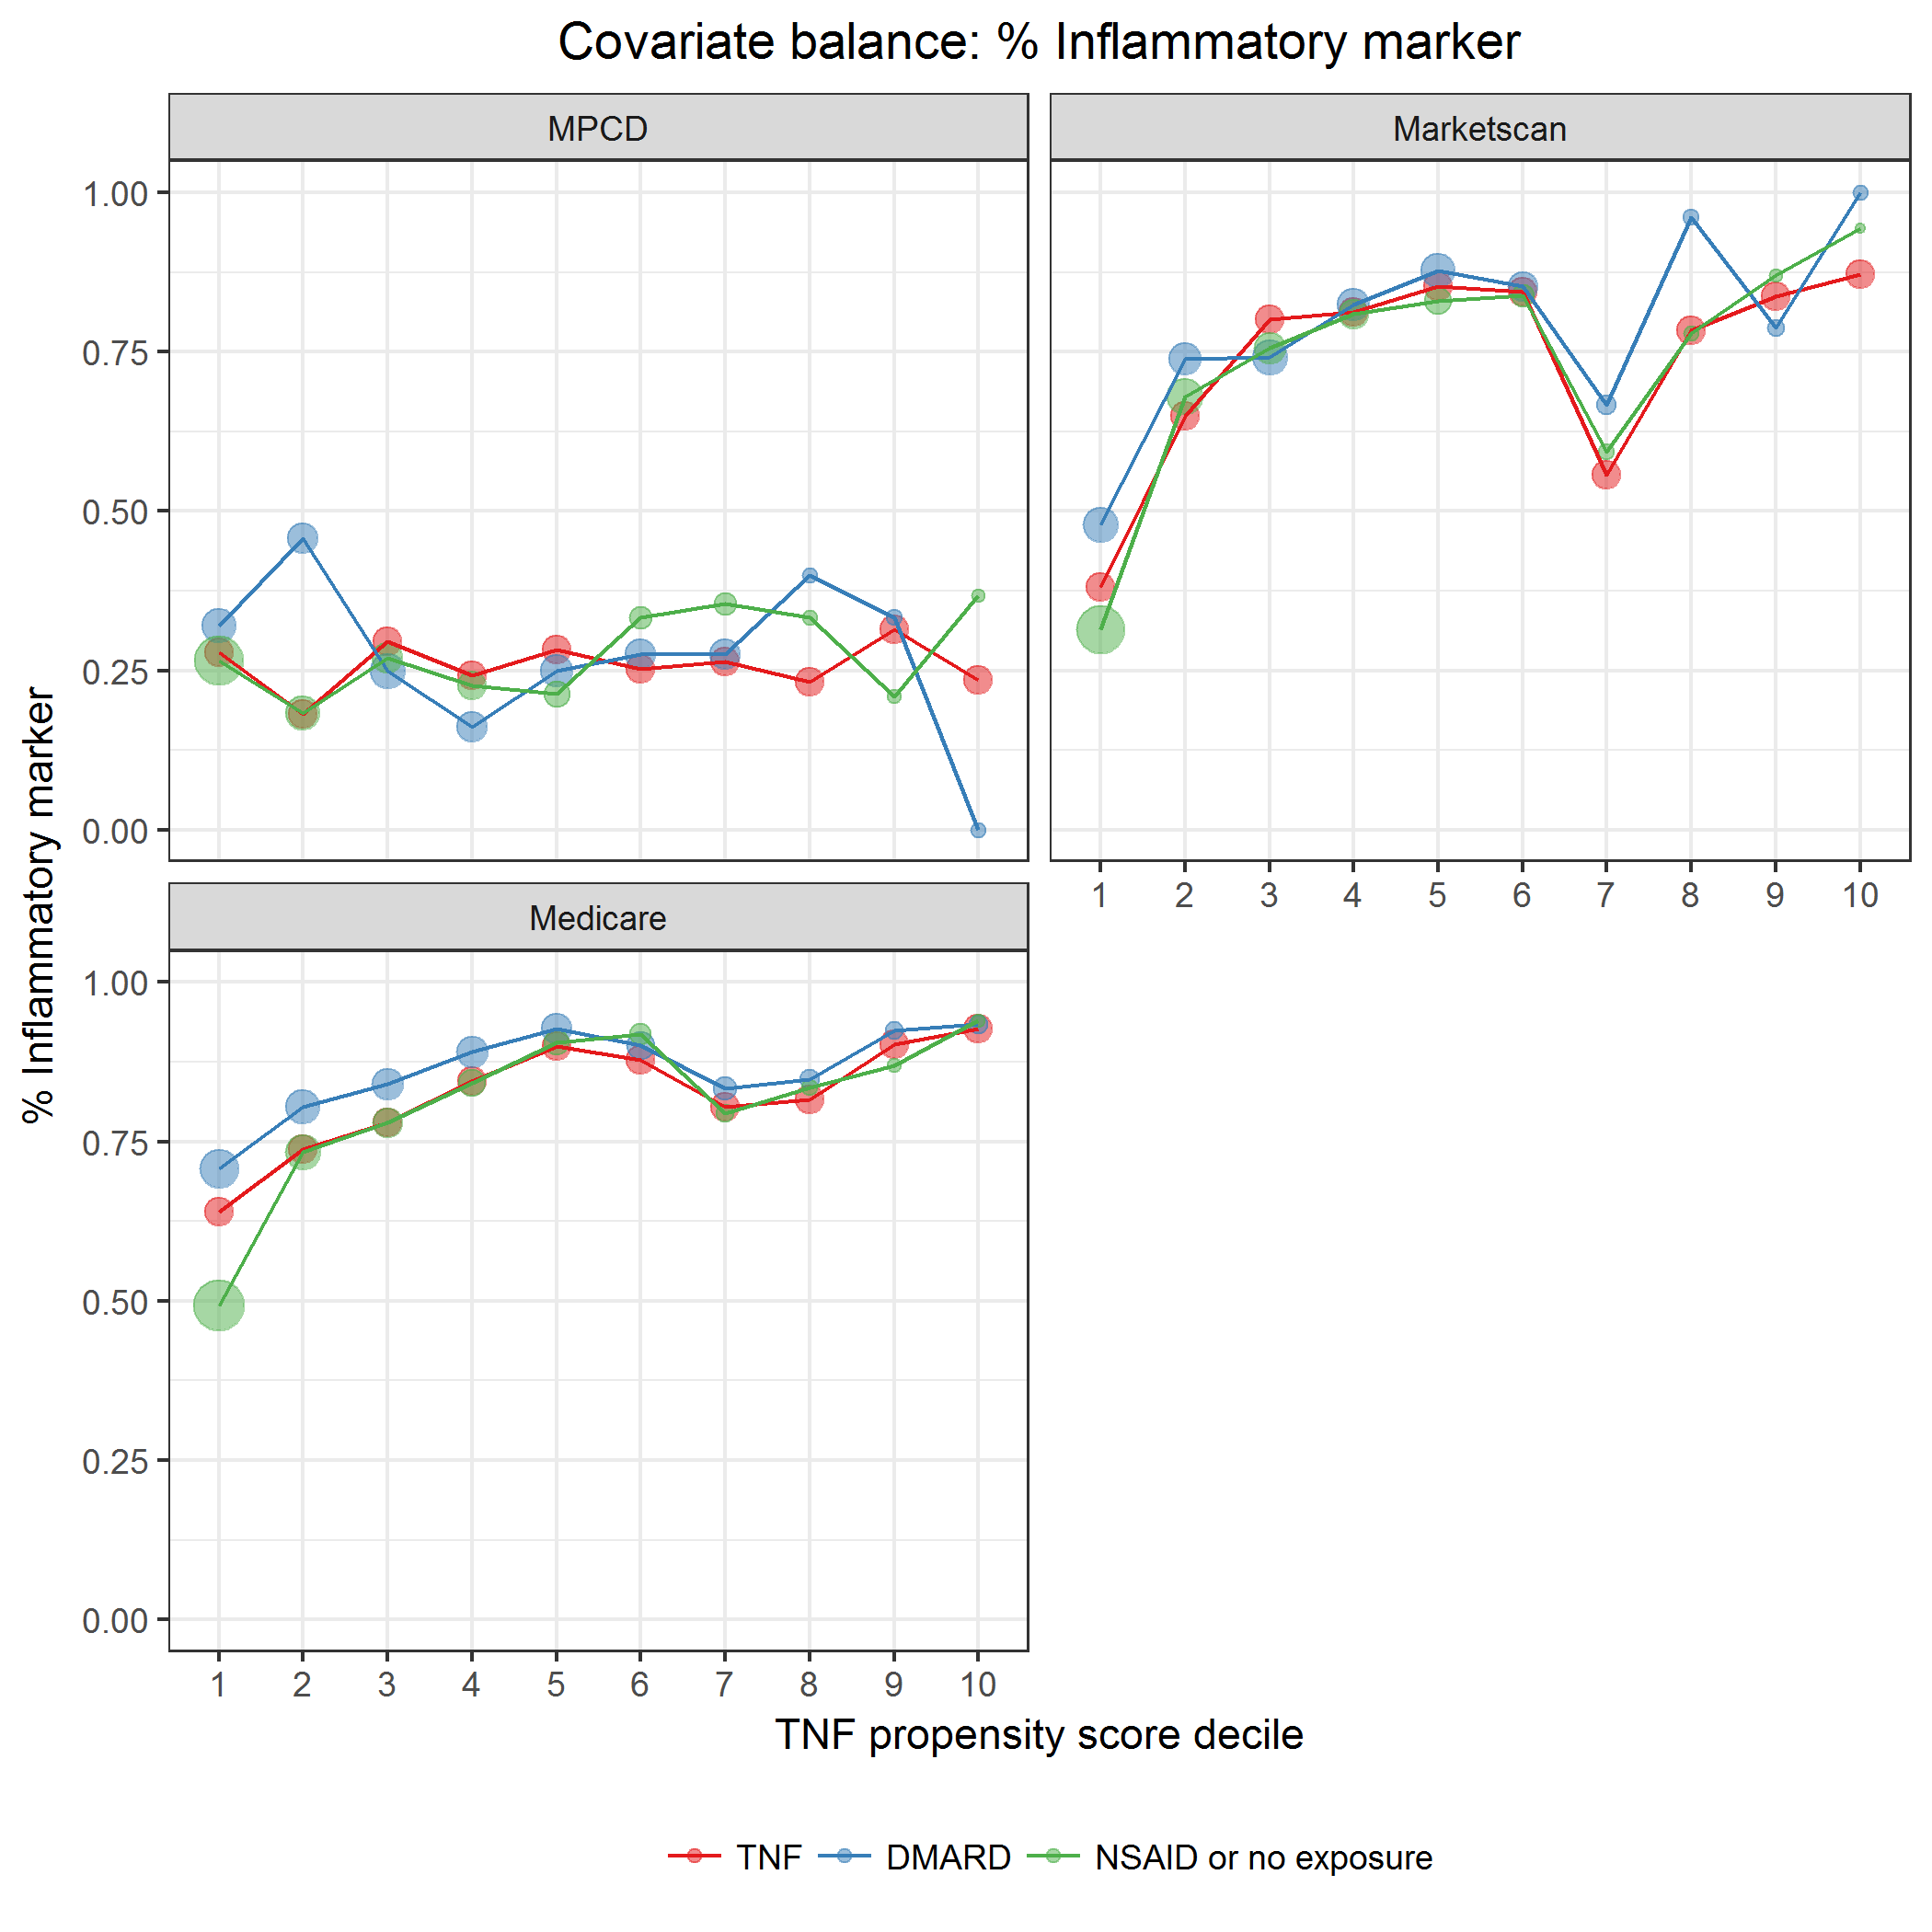 Covariate balance: % Inflammatory marker
MPCD
Marketscan
1.00
0.75
0.50
0.25
0.00
1 2 3 4 5 6 7 8 9 10
% Inflammatory marker
Medicare
1.00
0.75
0.50
0.25
0.00
1 2 3 4 5 6 7 8 9 10
TNF propensity score decile
TNF DMARD NSAID or no exposure